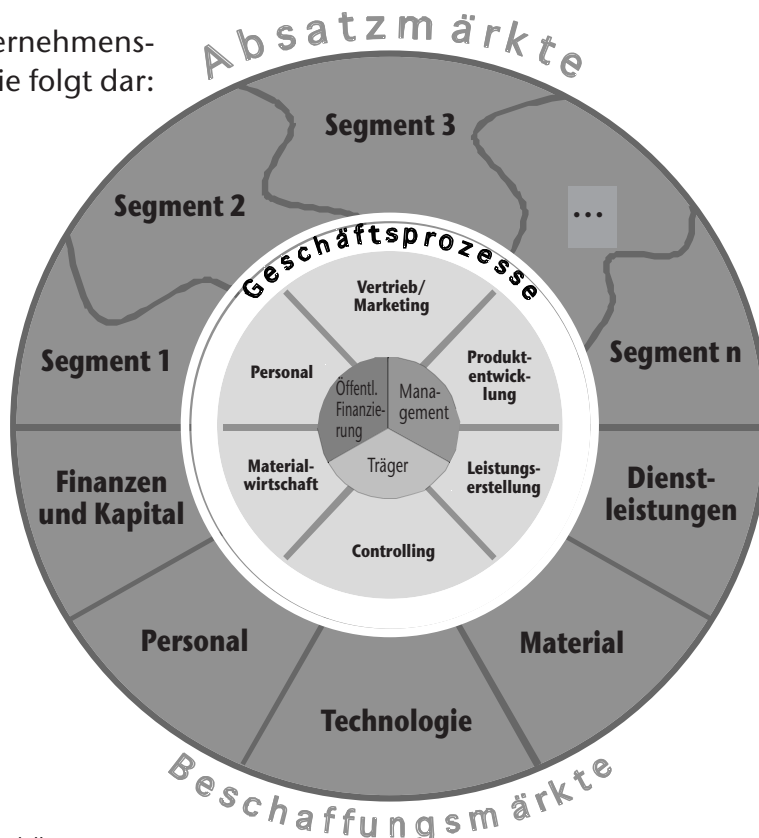 ernehmens-
ie folgt dar:
Absatzmärkte
Segment 3
Segment 2
...
Segment 1
Segment n
Geschäftsprozesse
Vertrieb/
Marketing
Personal
Produkt-
entwick-
lung
Öffentl.
Finanzie-
rung
Mana-
gement
Träger
Material-
wirtschaft
Leistungs-
erstellung
Controlling
Finanzen
und Kapital
Dienst-
leistungen
Personal
Material
Technologie
Beschaffungsmärkte